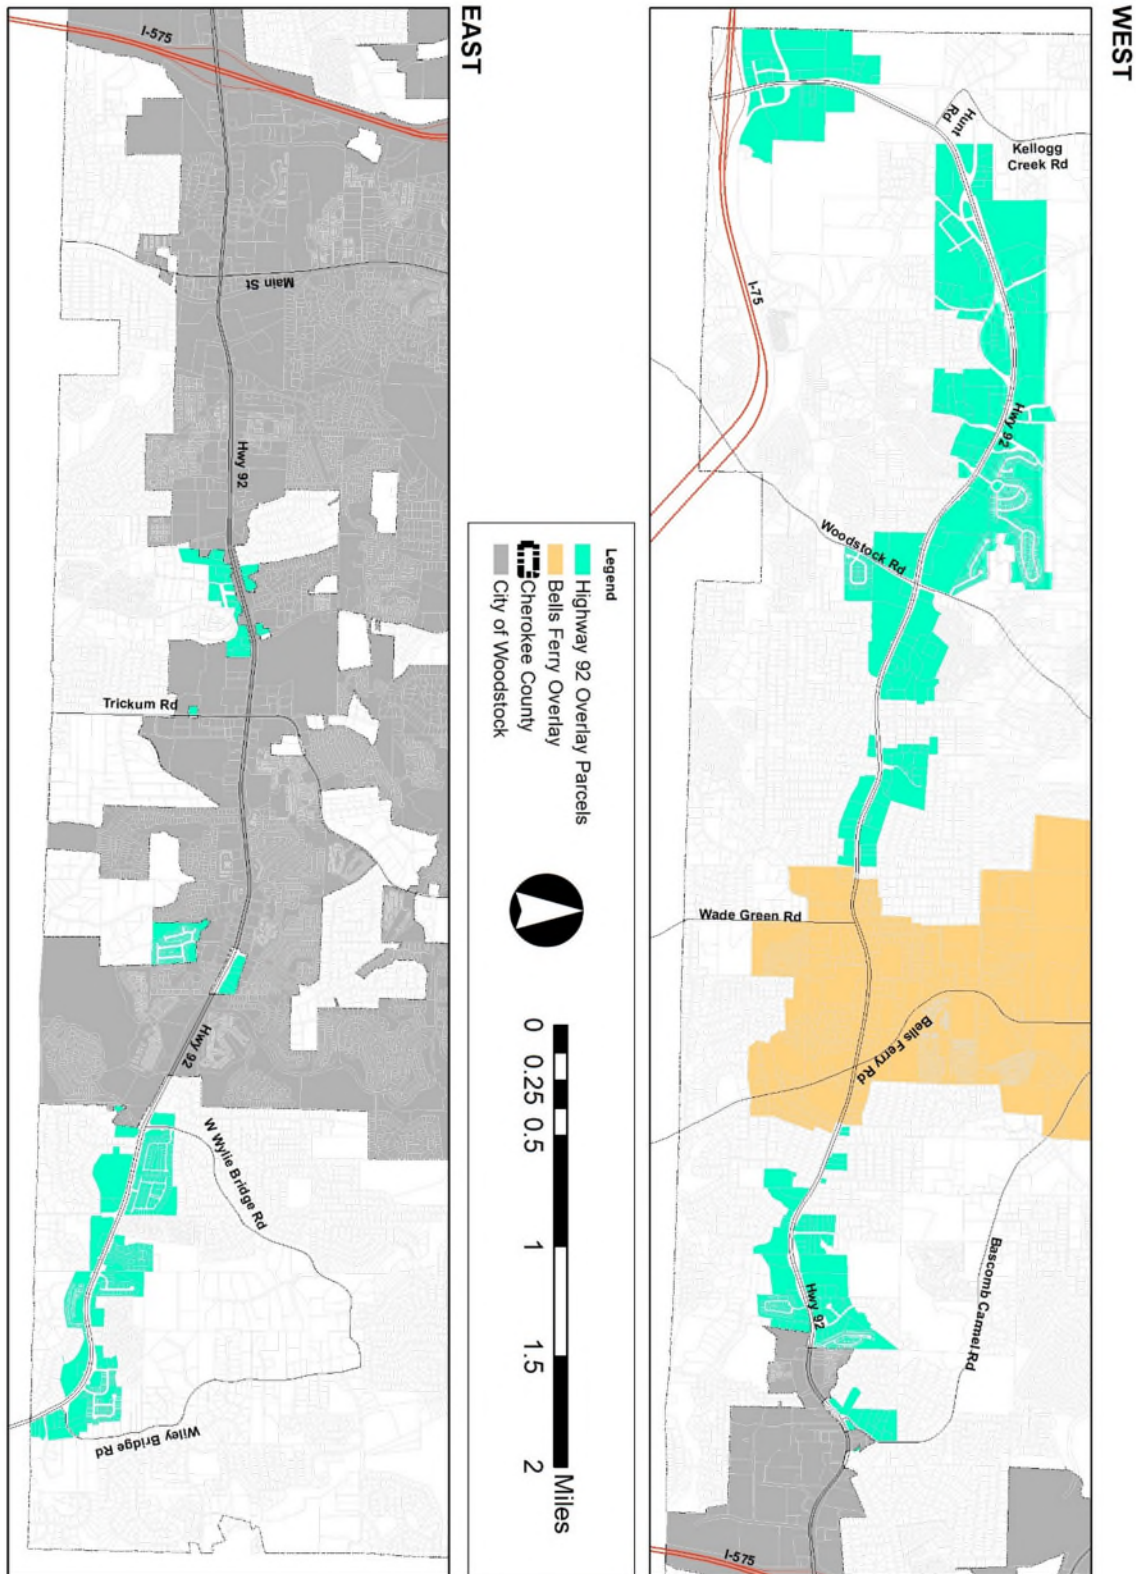 WEST
Hunt
Rd
Kellogg
Creek Rd
I-75
Hwy 92
Woodstock Rd
Wade Green Rd
Bells Ferry Rd
Bascomb Carmel Rd
Hwy 92
I-575
Legend
Highway 92 Overlay Parcels
Bells Ferry Overlay
Cherokee County
City of Woodstock
0 0.25 0.5 1 1.5 2
Miles
EAST
I-575
Main St
Hwy 92
Trickum Rd
Hwy 92
W Wylie Bridge Rd
Wiley Bridge Rd